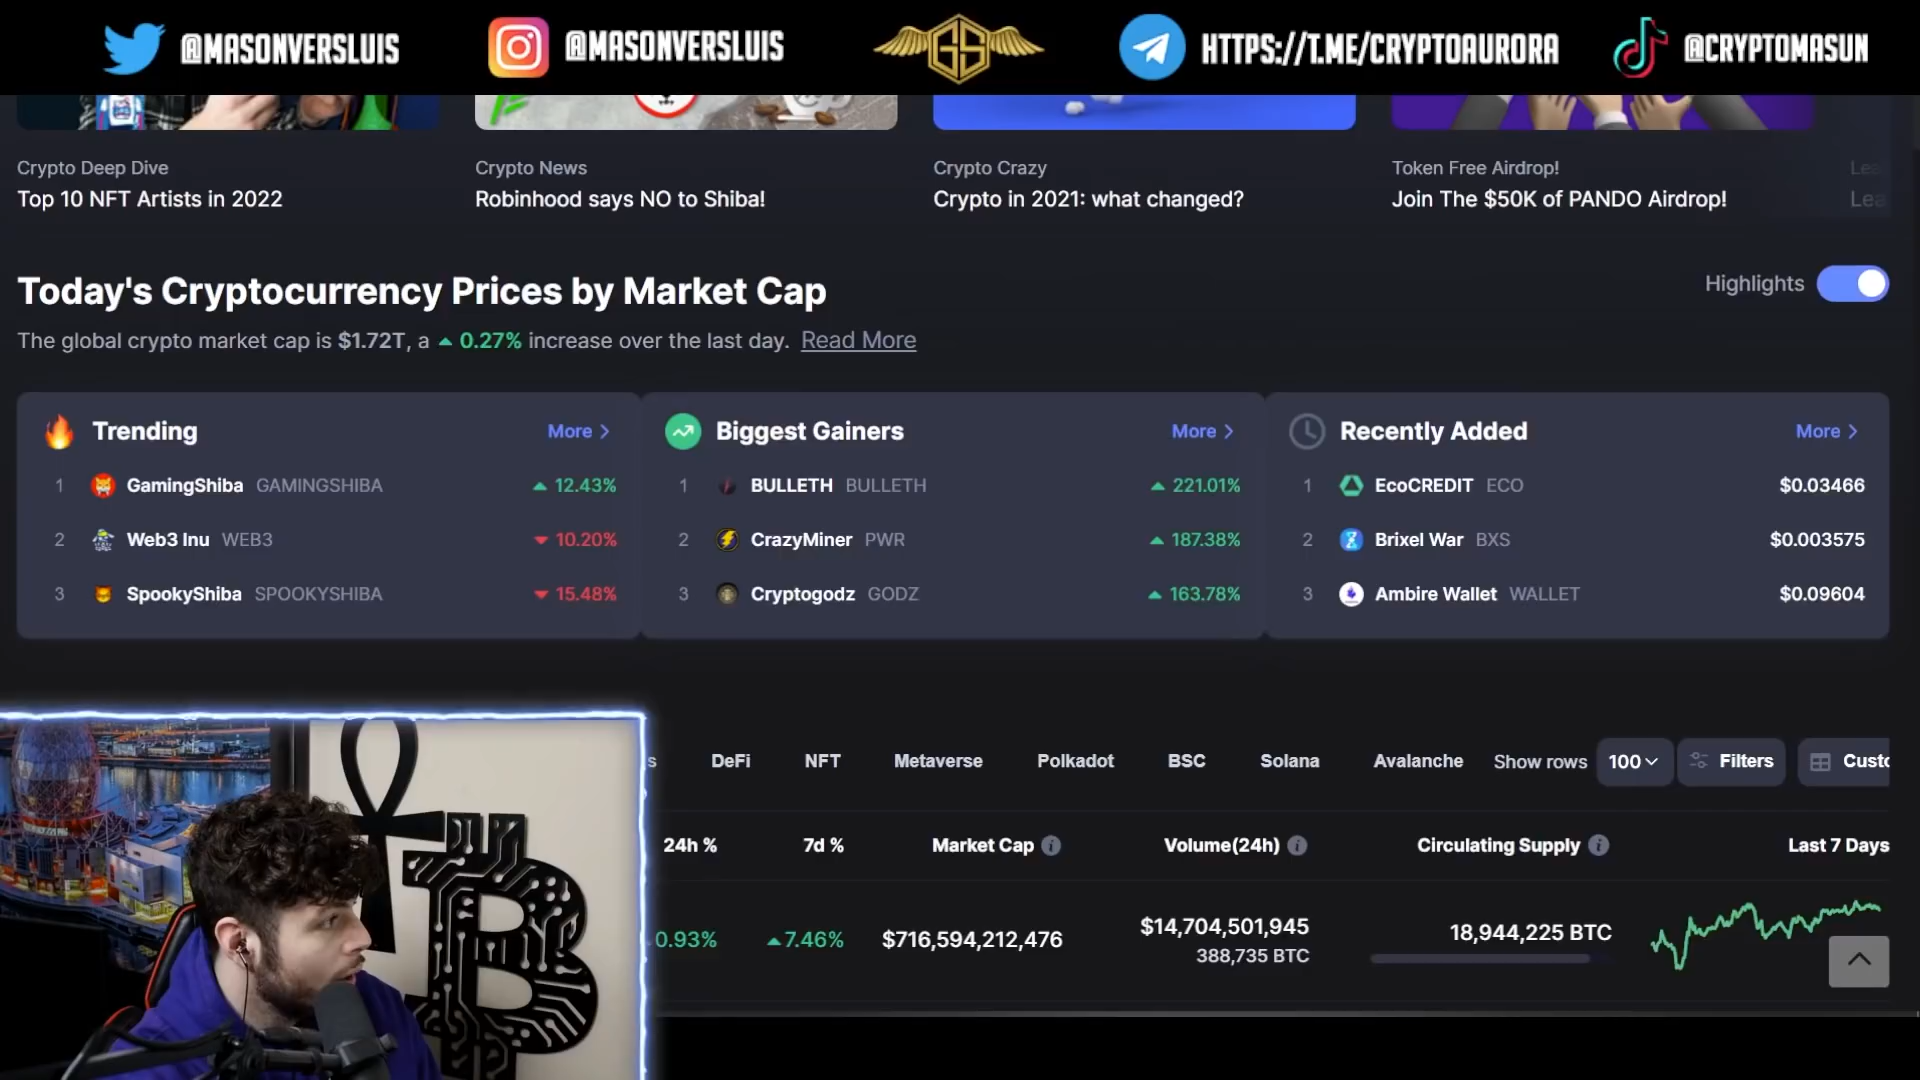 @MASONVERSLUIS
@MASONVERSLUIS
GS
HTTPS://T.ME/CRYPTOAURORA
@CRYPTOMASUN
Crypto Deep Dive
Top 10 NFT Artists in 2022
Crypto News
Robinhood says NO to Shiba!
Crypto Crazy
Crypto in 2021: what changed?
Token Free Airdrop!
Join The $50K of PANDO Airdrop!
Lea
Lea
Today's Cryptocurrency Prices by Market Cap
Highlights
The global crypto market cap is $1.72T, a 0.27% increase over the last day. Read More
Trending More
1 GamingShiba GAMINGSHIBA 12.43%
2 Web3 Inu WEB3 10.20%
3 SpookyShiba SPOOKYSHIBA 15.48%
Biggest Gainers More
1 BULLETH BULLETH 221.01%
2 CrazyMiner PWR 187.38%
3 Cryptogodz GODZ 163.78%
Recently Added More
1 EcoCREDIT ECO $0.03466
2 Brixel War BXS $0.003575
3 Ambire Wallet WALLET $0.09604
s DeFi NFT Metaverse Polkadot BSC Solana Avalanche Show rows 100 Filters Custo
24h % 7d % Market Cap Volume(24h) Circulating Supply Last 7 Days
0.93% 7.46% $716,594,212,476 $14,704,501,945 18,944,225 BTC
388,735 BTC